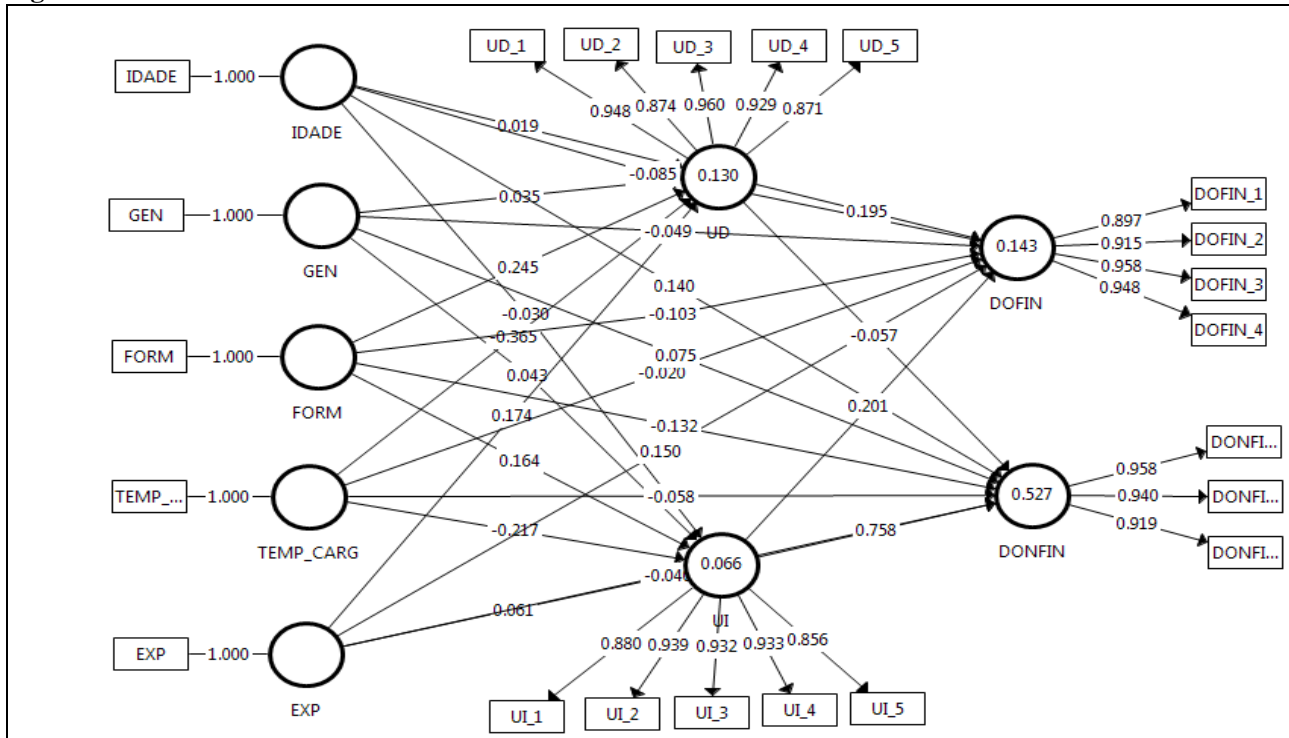 UD_1
UD_2
UD_3
UD_4
UD_5
IDADE
1.000
IDADE
0.948
0.874
0.960
0.929
0.871
0.019
-0.085
0.130
UD
GEN
1.000
GEN
0.035
-0.049
0.195
0.143
DOFIN
0.897
0.915
0.958
0.948
DOFIN_1
DOFIN_2
DOFIN_3
DOFIN_4
0.245
0.140
-0.030
-0.103
-0.365
-0.057
FORM
1.000
FORM
0.075
-0.020
0.043
0.174
0.201
-0.132
0.150
0.164
TEMP_...
1.000
TEMP_CARG
-0.058
-0.217
0.758
0.527
DONFIN
0.958
0.940
0.919
DONFI...
DONFI...
DONFI...
0.066
UI
0.061
EXP
1.000
EXP
0.880
0.939
0.932
0.933
0.856
UI_1
UI_2
UI_3
UI_4
UI_5